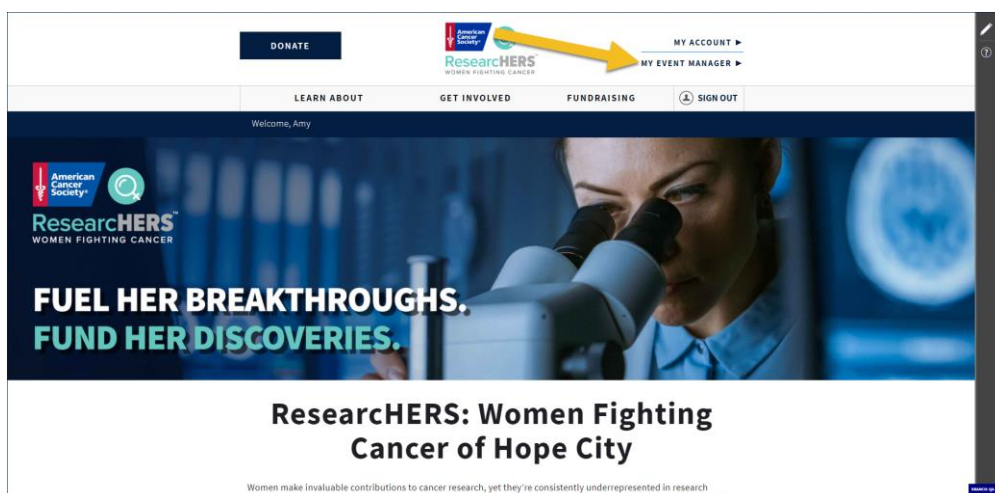 DONATE
American
Cancer
Society®
ResearcHERS™
WOMEN FIGHTING CANCER
MY ACCOUNT ►
MY EVENT MANAGER ►
LEARN ABOUT
GET INVOLVED
FUNDRAISING
SIGN OUT
Welcome, Amy
American
Cancer
Society®
ResearcHERS™
WOMEN FIGHTING CANCER
FUEL HER BREAKTHROUGHS.
FUND HER DISCOVERIES.
ResearcHERS: Women Fighting
Cancer of Hope City
Women make invaluable contributions to cancer research, yet they're consistently underrepresented in research